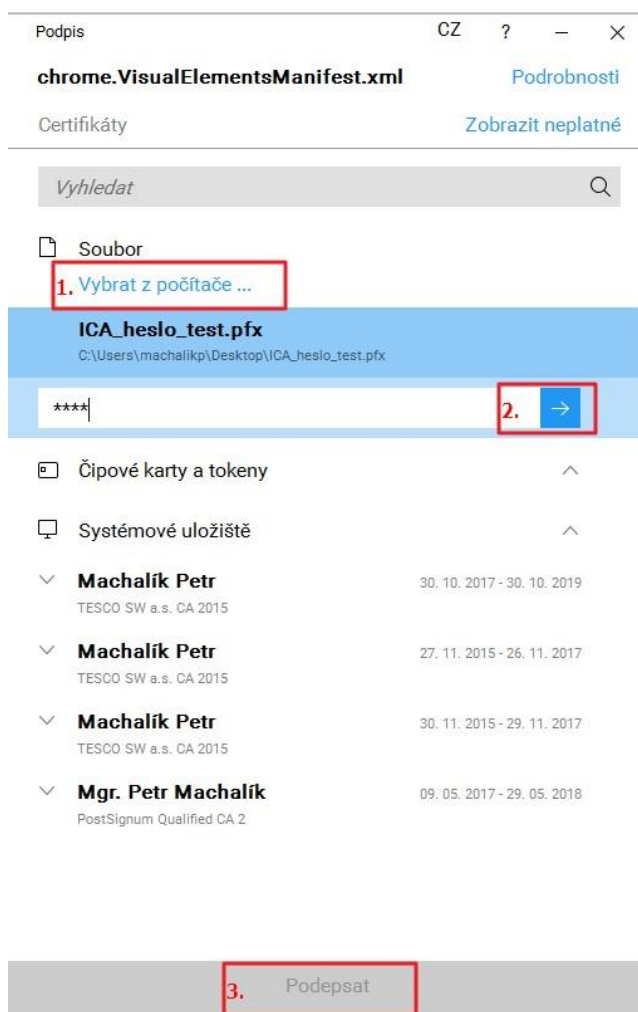 Podpis CZ ?
chrome.VisualElementsManifest.xml Podrobnosti
Certifikáty Zobrazit neplatné
Vyhledat
Soubor
1. Vybrat z počítače ...
ICA_heslo_test.pfx
C:\Users\machalikp\Desktop\ICA_heslo_test.pfx
**** 2.
Čipové karty a tokeny
Systémové uložiště
Machalík Petr 30. 10. 2017 - 30. 10. 2019
TESCO SW a.s. CA 2015
Machalík Petr 27. 11. 2015 - 26. 11. 2017
TESCO SW a.s. CA 2015
Machalík Petr 30. 11. 2015 - 29. 11. 2017
TESCO SW a.s. CA 2015
Mgr. Petr Machalík 09. 05. 2017 - 29. 05. 2018
PostSignum Qualified CA 2
3. Podepsat